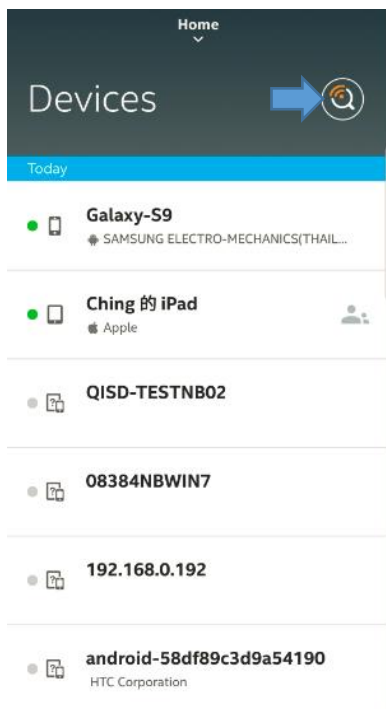 Home
Devices
Today
Galaxy-S9
SAMSUNG ELECTRO-MECHANICS(THAIL...
Ching 的 iPad
Apple
QISD-TESTNB02
08384NBWIN7
192.168.0.192
android-58df89c3d9a54190
HTC Corporation